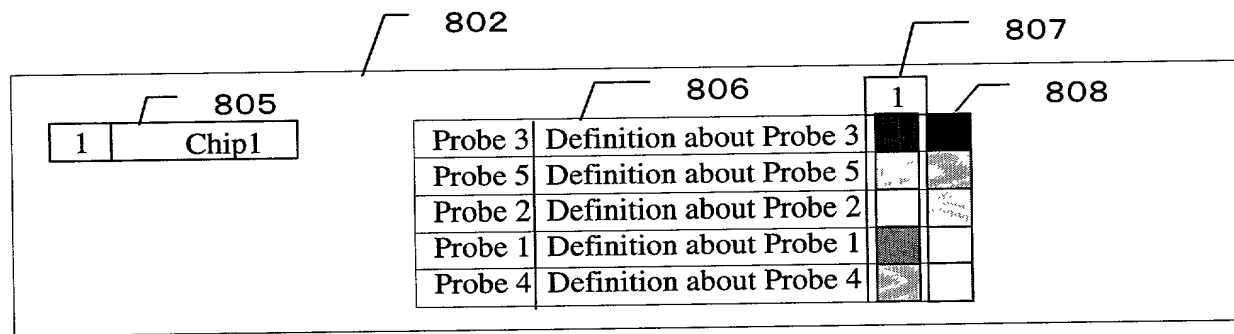 802
807
805
806
1
808
1 Chip1
Probe 3 Definition about Probe 3
Probe 5 Definition about Probe 5
Probe 2 Definition about Probe 2
Probe 1 Definition about Probe 1
Probe 4 Definition about Probe 4